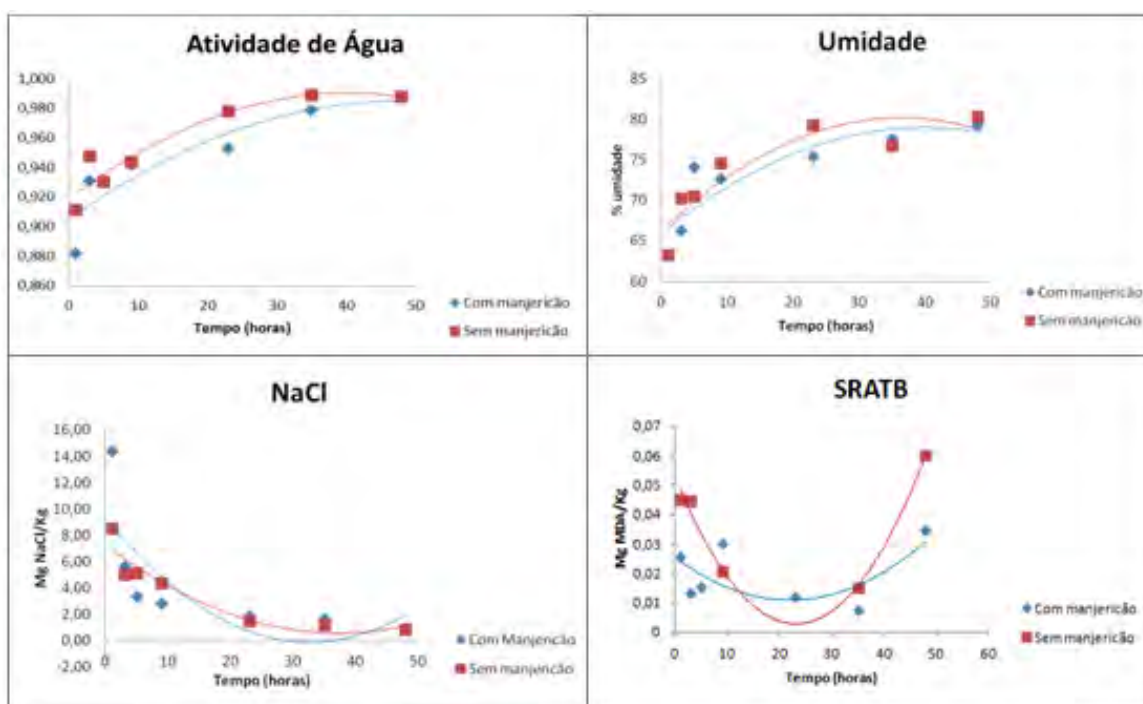 Atividade de Água
1,000
0,980
0,960
0,940
0,920
0,900
0,880
0,860
0 10 20 30 40 50
Tempo (horas)
Com manjericão
Sem manjericão
Umidade
% umidade
85
80
75
70
65
60
0 10 20 30 40 50
Tempo (horas)
Com manjericão
Sem manjericão
NaCl
Mg NaCl/Kg
16,00
14,00
12,00
10,00
8,00
6,00
4,00
2,00
0,00
-2,00
0 10 20 30 40 50
Tempo (horas)
Com Manjericão
Sem manjericão
SRATB
Mg MDA/Kg
0,07
0,06
0,05
0,04
0,03
0,02
0,01
0
0 10 20 30 40 50 60
Tempo (horas)
Com manjericão
Sem manjericão